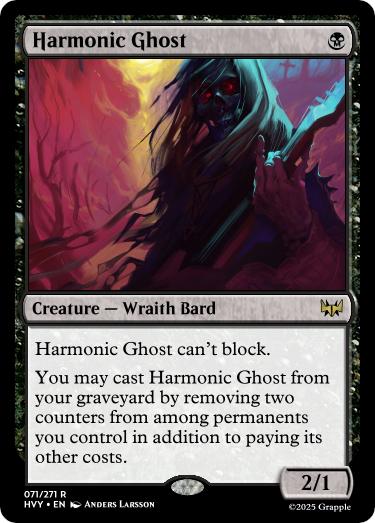 Harmonic Ghost
Creature — Wraith Bard
Harmonic Ghost can't block.
You may cast Harmonic Ghost from
your graveyard by removing two
counters from among permanents
you control in addition to paying its
other costs.
2/1
071/271 R
HVY • EN Anders Larsson
©2025 Grapple